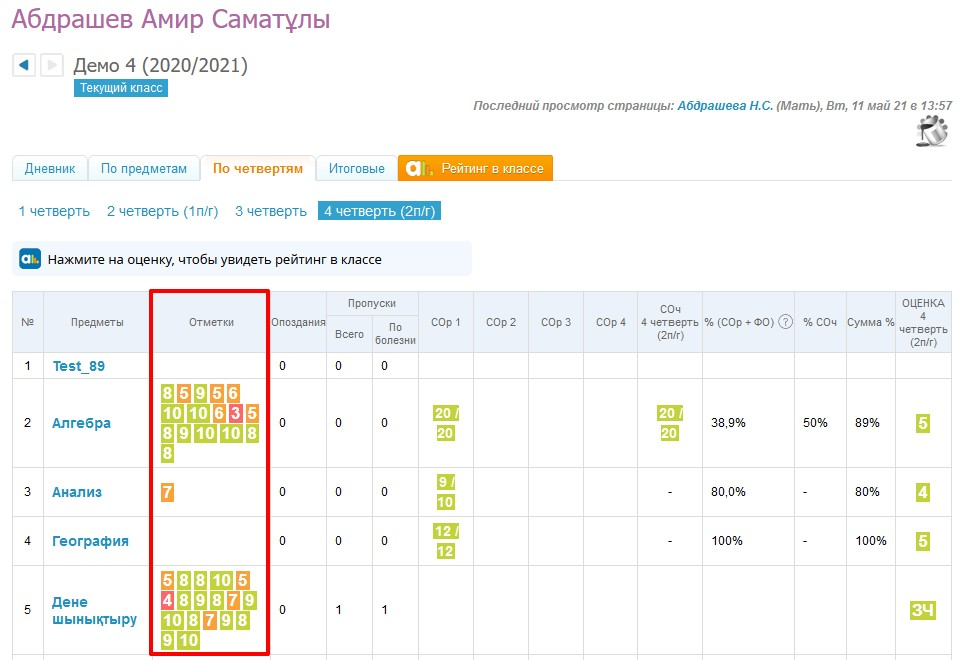 Абдрашев Амир Саматұлы
Демо 4 (2020/2021)
Текущий класс
Последний просмотр страницы: Абдрашева Н.С. (Мать), Вт, 11 май 21 в 13:57
Дневник По предметам По четвертям Итоговые Рейтинг в классе
1 четверть 2 четверть (1п/г) 3 четверть 4 четверть (2п/г)
Нажмите на оценку, чтобы увидеть рейтинг в классе
№ Предметы Отметки Опоздания Пропуски Всего По болезни СОр 1 СОр 2 СОр 3 СОр 4 СОч 4 четверть (2п/г) % (СОр + ФО) ? % СОч Сумма % ОЦЕНКА 4 четверть (2п/г)
1 Test_89 0 0 0
2 Алгебра 8 5 9 5 6 10 10 6 3 5 8 9 10 10 8 8 0 0 0 20 / 20 20 / 20 38,9% 50% 89% 5
3 Анализ 7 0 0 0 9 / 10 - 80,0% - 80% 4
4 География 0 0 0 12 / 12 - 100% - 100% 5
5 Дене шынықтыру 5 8 8 10 5 4 8 9 8 7 9 10 8 7 9 8 9 10 0 1 1 ЗЧ